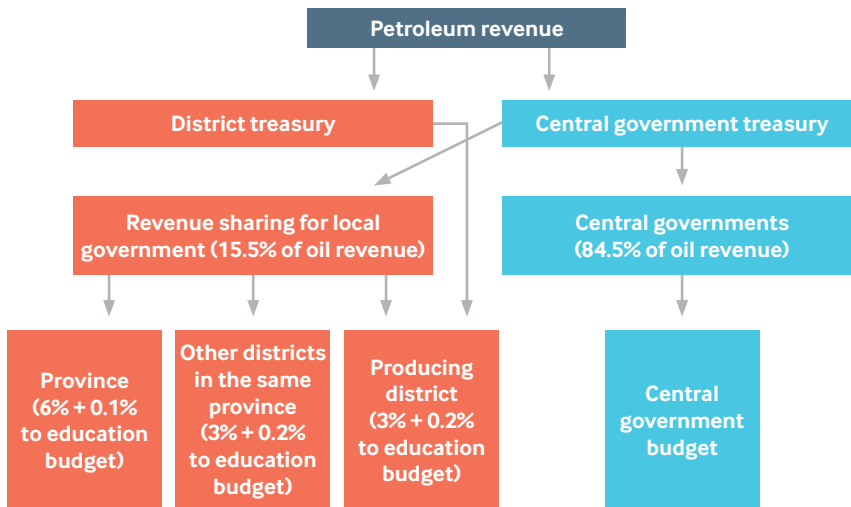 Petroleum revenue
District treasury
Central government treasury
Revenue sharing for local
government (15.5% of oil revenue)
Central governments
(84.5% of oil revenue)
Province
(6% + 0.1%
to education
budget)
Other districts
in the same
province
(3% + 0.2%
to education
budget)
Producing
district
(3% + 0.2%
to education
budget)
Central
government
budget